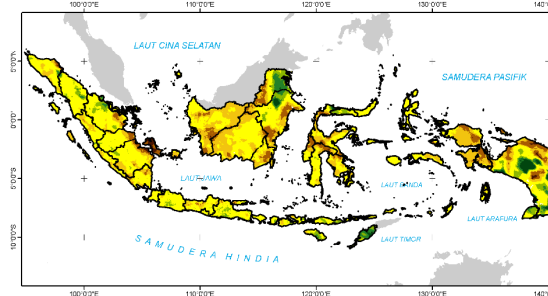 100°0'0"E 110°0'0"E 120°0'0"E 130°0'0"E 140
LAUT CINA SELATAN
SAMUDERA PASIFIK
5°0'0"N
0°0'0"
LAUT JAWA
LAUT BANDA
5°0'0"S
LAUT ARAFURA
10°0'0"S
LAUT TIMOR
SAMUDERA HINDIA
100°0'0"E 110°0'0"E 120°0'0"E 130°0'0"E 140